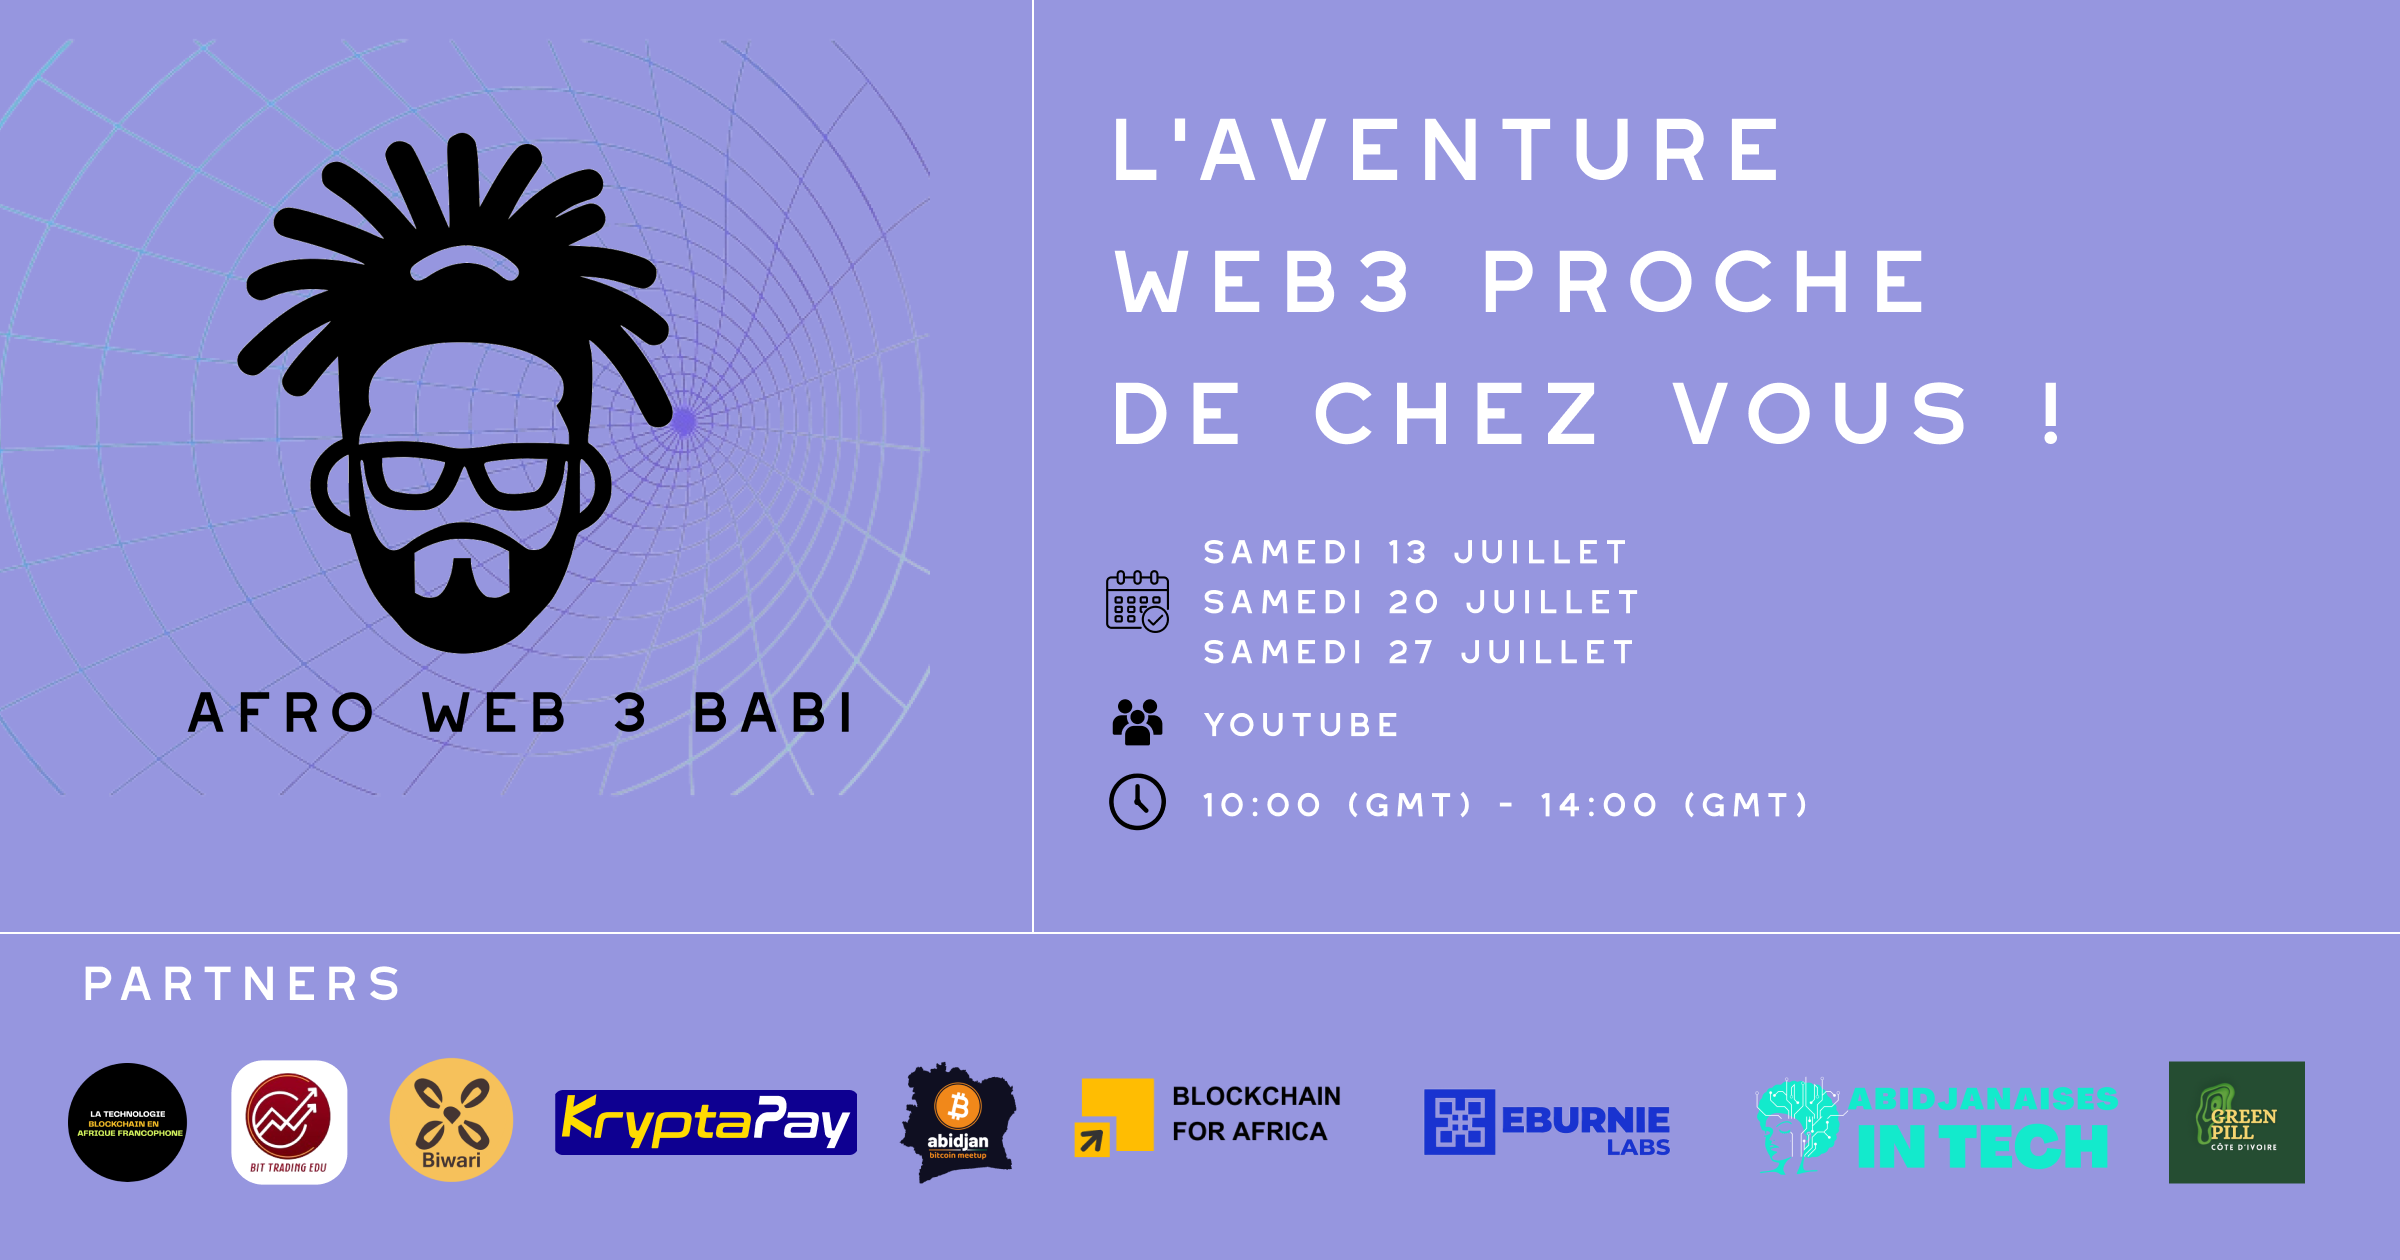 AFRO WEB 3 BABI
L'AVENTURE
WEB3 PROCHE
DE CHEZ VOUS !
SAMEDI 13 JUILLET
SAMEDI 20 JUILLET
SAMEDI 27 JUILLET
YOUTUBE
10:00 (GMT) - 14:00 (GMT)
PARTNERS
LA TECHNOLOGIE
BLOCKCHAIN EN
AFRIQUE FRANCOPHONE
BIT TRADING EDU
Biwari
KryptaPay
abidjan
bitcoin meetup
BLOCKCHAIN
FOR AFRICA
EBURNIE
LABS
ABIDJANAISES
IN TECH
GREEN
PILL
CÔTE D'IVOIRE